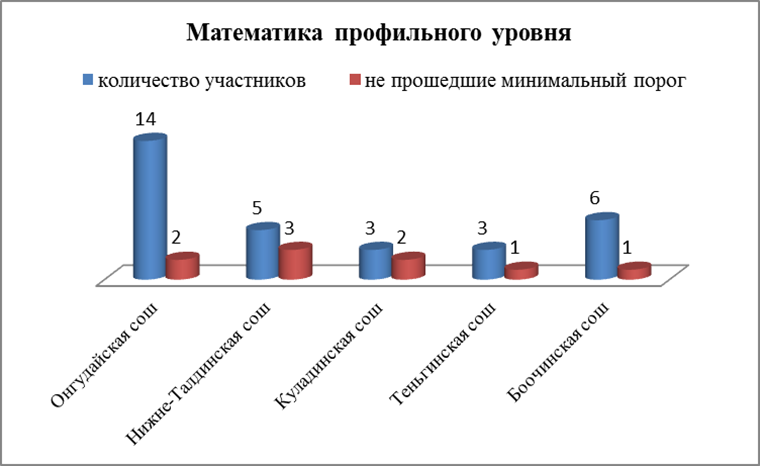 Математика профильного уровня
количество участников не прошедшие минимальный порог
14
2
5
3
3
2
3
1
6
1
Онгудайская сош
Нижне-Талдинская сош
Куладинская сош
Теньгинская сош
Боочинская сош